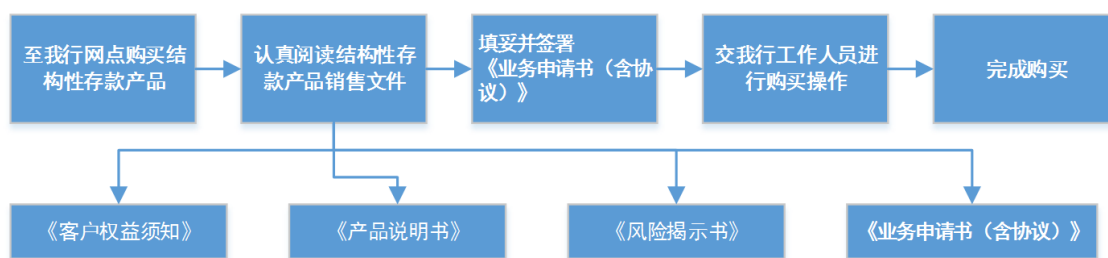 至我行网点购买结
构性存款产品
认真阅读结构性存
款产品销售文件
填妥并签署
《业务申请书（含协
议）》
交我行工作人员进
行购买操作
完成购买
《客户权益须知》
《产品说明书》
《风险揭示书》
《业务申请书（含协议）》